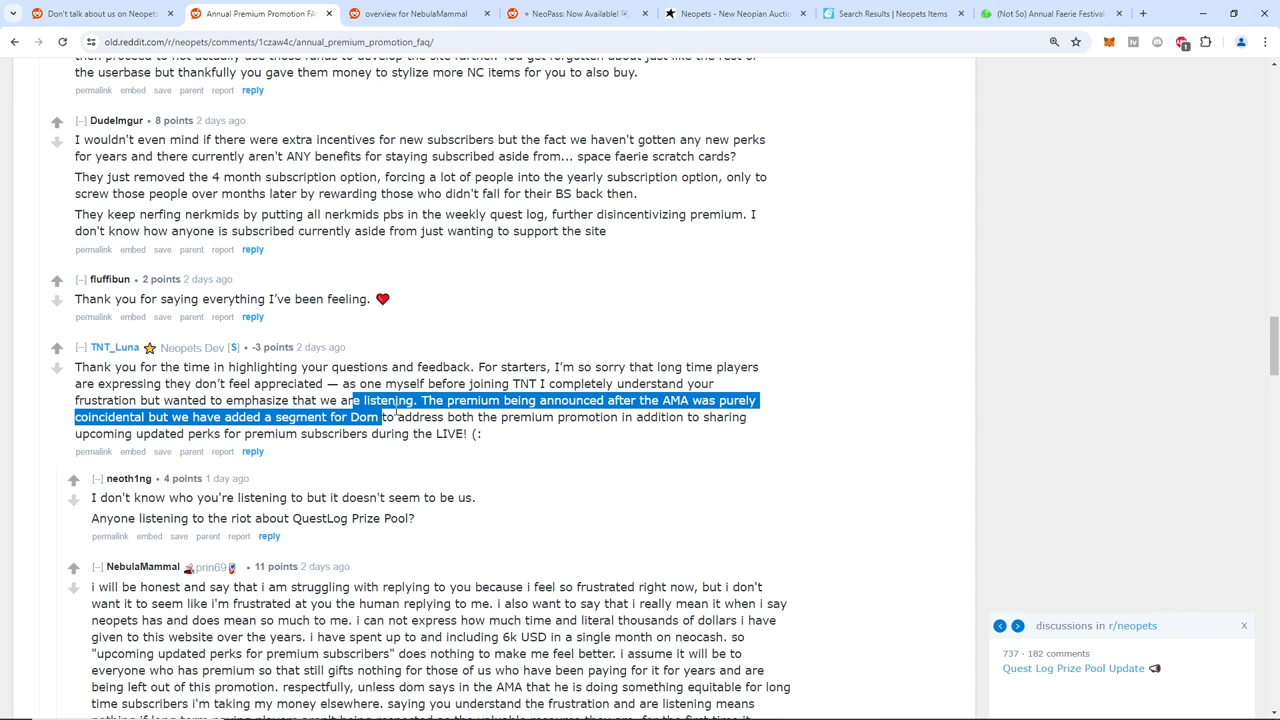 Don't talk about us on Neopets
Annual Premium Promotion FA
overview for NebulaMammal
NeoPass: Now Available!
Neopets - New Neopian Auctio
Search Results | Neopets Items
(Not So) Annual Faerie Festival
old.reddit.com/r/neopets/comments/1czaw4c/annual_premium_promotion_faq/
then proceed to not actually use those funds to develop the site further. You get forgotten about just like the rest of
the userbase but thankfully you gave them money to stylize more NC items for you to also buy.
permalink embed save parent report reply
[–] DudeImgur • 8 points 2 days ago
I wouldn't even mind if there were extra incentives for new subscribers but the fact we haven't gotten any new perks
for years and there currently aren't ANY benefits for staying subscribed aside from... space faerie scratch cards?
They just removed the 4 month subscription option, forcing a lot of people into the yearly subscription option, only to
screw those people over months later by rewarding those who didn't fall for their BS back then.
They keep nerfing nerkmids by putting all nerkmids pbs in the weekly quest log, further disincentivizing premium. I
don't know how anyone is subscribed currently aside from just wanting to support the site
permalink embed save parent report reply
[–] fluffibun • 2 points 2 days ago
Thank you for saying everything I've been feeling. ❤
permalink embed save parent report reply
[–] TNT_Luna ⭐ Neopets Dev [S] • -3 points 2 days ago
Thank you for the time in highlighting your questions and feedback. For starters, I'm so sorry that long time players
are expressing they don't feel appreciated — as one myself before joining TNT I completely understand your
frustration but wanted to emphasize that we are listening. The premium being announced after the AMA was purely
coincidental but we have added a segment for Dom to address both the premium promotion in addition to sharing
upcoming updated perks for premium subscribers during the LIVE! (:
permalink embed save parent report reply
[–] neoth1ng • 4 points 1 day ago
I don't know who you're listening to but it doesn't seem to be us.
Anyone listening to the riot about QuestLog Prize Pool?
permalink embed save parent report reply
[–] NebulaMammal prin69 • 11 points 2 days ago
i will be honest and say that i am struggling with replying to you because i feel so frustrated right now, but i don't
want it to seem like i'm frustrated at you the human replying to me. i also want to say that i really mean it when i say
neopets has and does mean so much to me. i can not express how much time and literal thousands of dollars i have
given to this website over the years. i have spent up to and including 6k USD in a single month on neocash. so
"upcoming updated perks for premium subscribers" does nothing to make me feel better. i assume it will be to
everyone who has premium so that still gifts nothing for those of us who have been paying for it for years and are
being left out of this promotion. respectfully, unless dom says in the AMA that he is doing something equitable for long
time subscribers i'm taking my money elsewhere. saying you understand the frustration and are listening means
nothing if long term paying players aren't being respected as the valuable resource they are. for the first time it
discussions in r/neopets X
737 · 182 comments
Quest Log Prize Pool Update